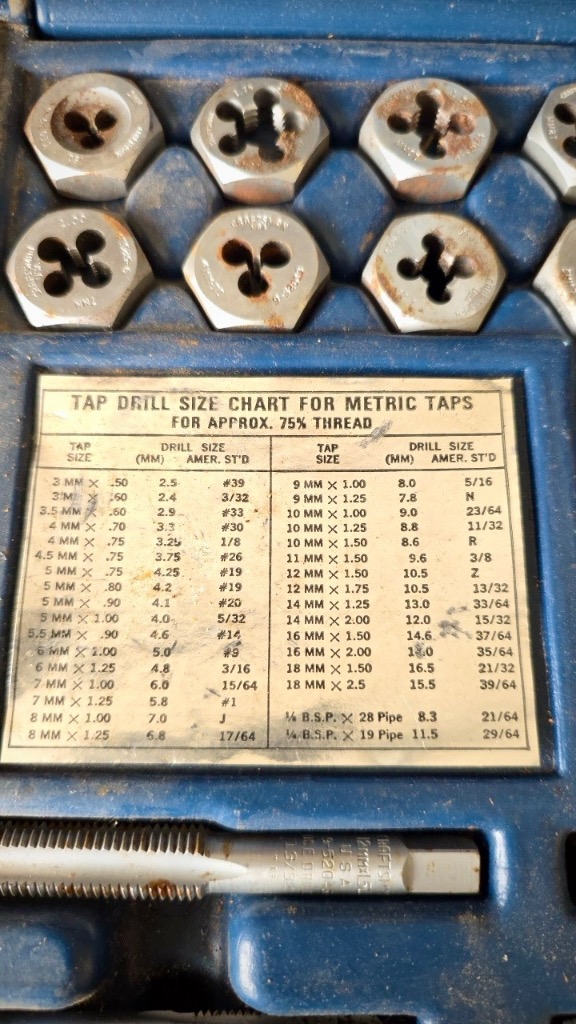 TAP DRILL SIZE CHART FOR METRIC TAPS
FOR APPROX. 75% THREAD
TAP SIZE DRILL SIZE (MM) AMER. ST'D
3 MM X .50 2.5 #39
3 MM X .60 2.4 3/32
3.5 MM X .60 2.9 #33
4 MM X .70 3.3 #30
4 MM X .75 3.25 1/8
4.5 MM X .75 3.75 #26
5 MM X .75 4.25 #19
5 MM X .80 4.2 #19
5 MM X .90 4.1 #20
5 MM X 1.00 4.0 5/32
5.5 MM X .90 4.6 #14
6 MM X 1.00 5.0 #9
6 MM X 1.25 4.8 3/16
7 MM X 1.00 6.0 15/64
7 MM X 1.25 5.8 #1
8 MM X 1.00 7.0 J
8 MM X 1.25 6.8 17/64
TAP SIZE DRILL SIZE (MM) AMER. ST'D
9 MM X 1.00 8.0 5/16
9 MM X 1.25 7.8 N
10 MM X 1.00 9.0 23/64
10 MM X 1.25 8.8 11/32
10 MM X 1.50 8.6 R
11 MM X 1.50 9.6 3/8
12 MM X 1.50 10.5 Z
12 MM X 1.75 10.5 13/32
14 MM X 1.25 13.0 33/64
14 MM X 2.00 12.0 15/32
16 MM X 1.50 14.6 37/64
16 MM X 2.00 14.0 35/64
18 MM X 1.50 16.5 21/32
18 MM X 2.5 15.5 39/64
1/8 B.S.P. X 28 Pipe 8.3 21/64
1/4 B.S.P. X 19 Pipe 11.5 29/64
12MM
USA